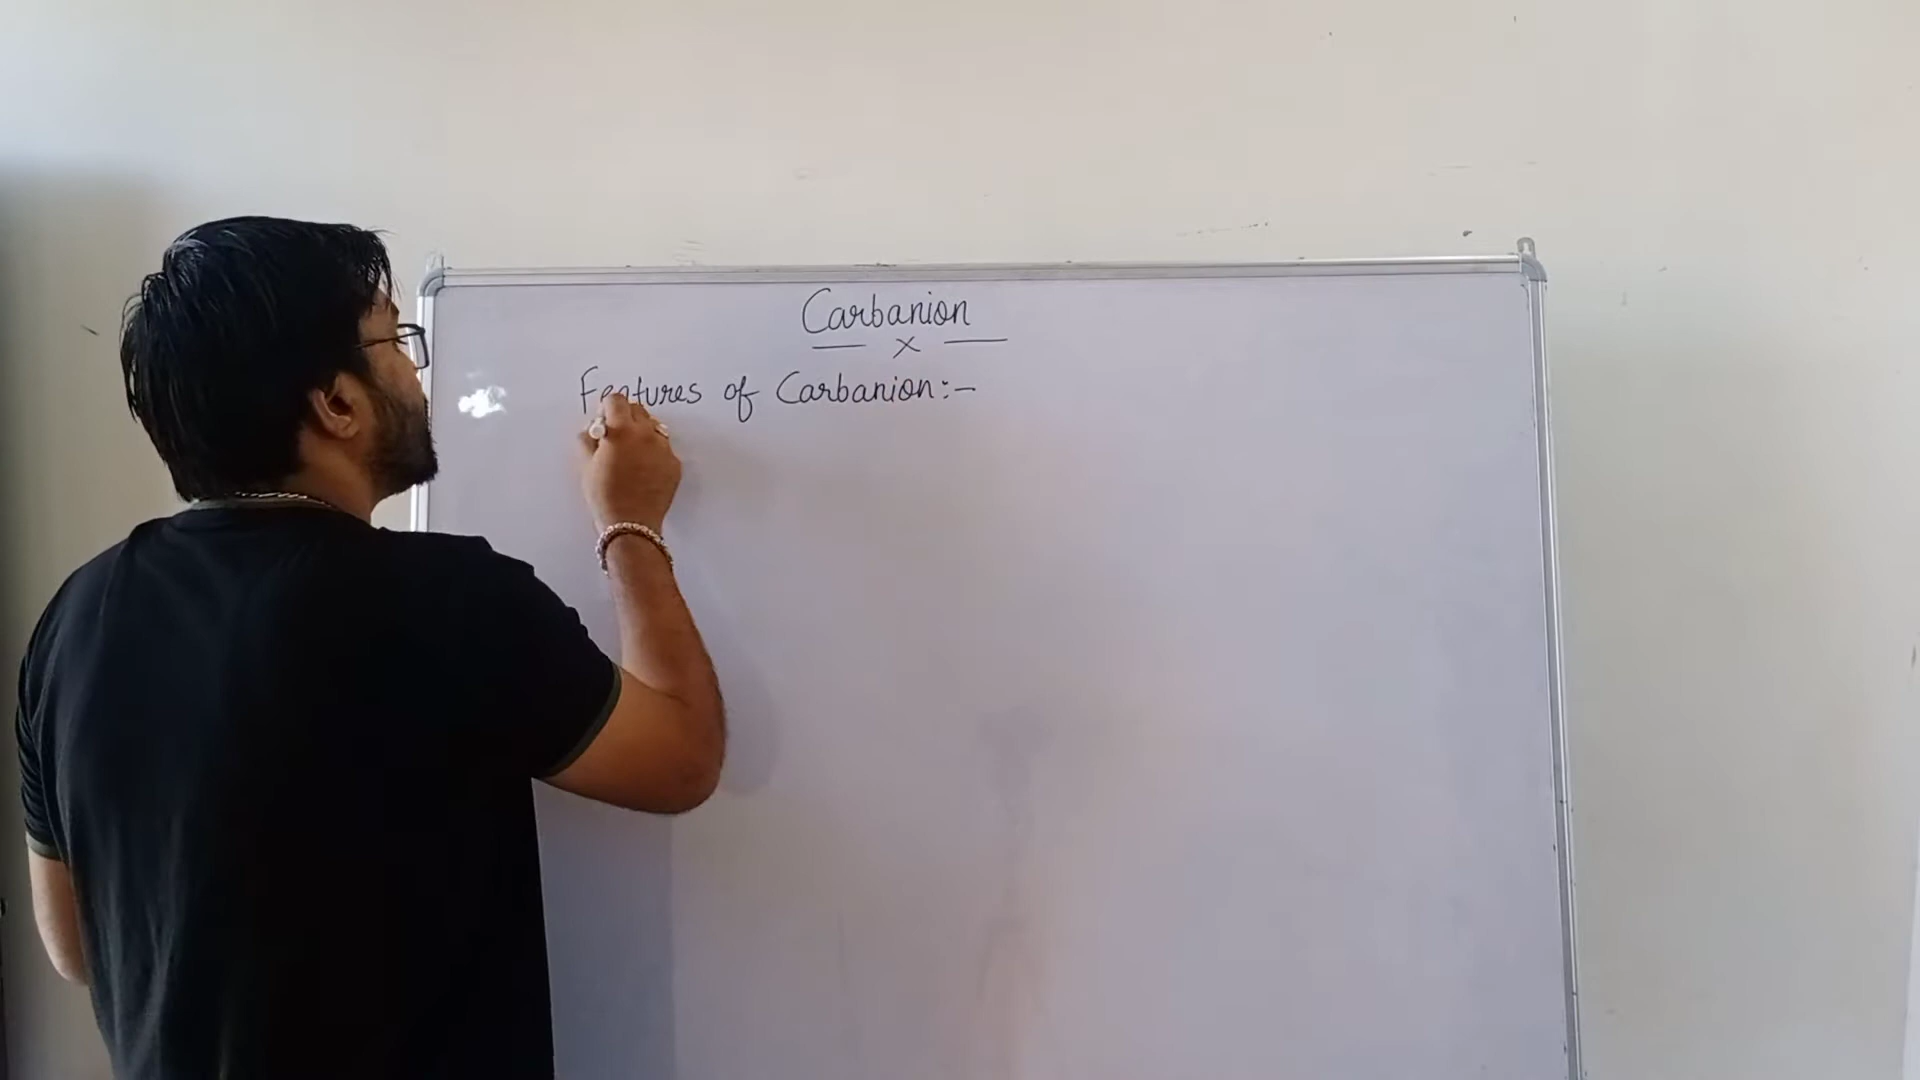 Carbanion
— x —
Features of Carbanion:-